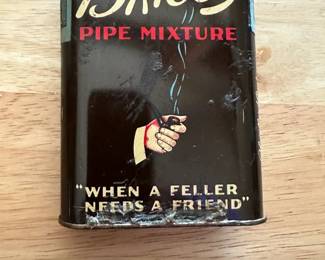 PIPE MIXTURE
"WHEN A FELLER
NEEDS A FRIEND"